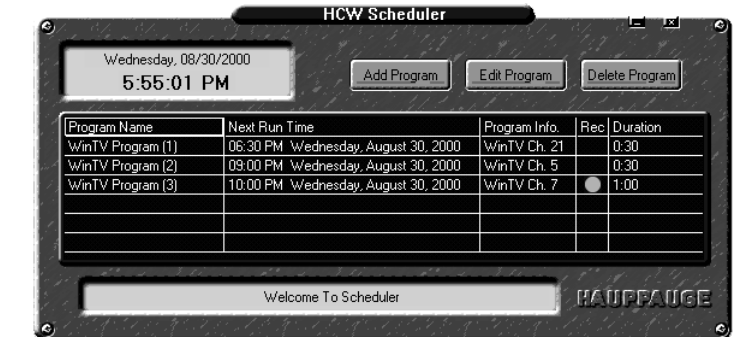 HCW Scheduler
Wednesday, 08/30/2000
5:55:01 PM
Add Program Edit Program Delete Program
Program Name Next Run Time Program Info. Rec Duration
WinTV Program (1) 06:30 PM Wednesday, August 30, 2000 WinTV Ch. 21 0:30
WinTV Program (2) 09:00 PM Wednesday, August 30, 2000 WinTV Ch. 5 0:30
WinTV Program (3) 10:00 PM Wednesday, August 30, 2000 WinTV Ch. 7 1:00
Welcome To Scheduler
HAUPPAUGE